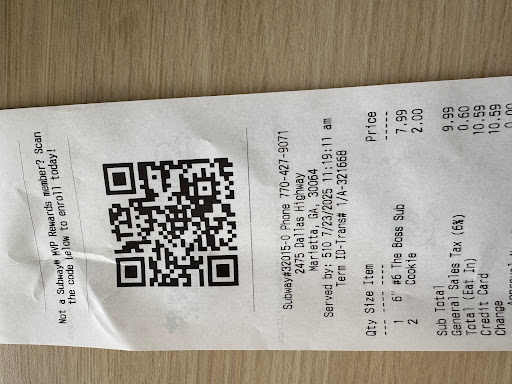 Not a Subway® MVP Rewards member? Scan
the code below to enroll today!
Subway#32015-0 Phone 770-427-9071
2475 Dallas Highway
Marietta, GA, 30064
Served by: 510 7/23/2025 11:19:11 am
Term ID-Trans# 1/A-321668
Qty Size Item Price
--- ---- ---- -----
1 6" #6 The Boss Sub 7.99
2 Cookie 2.00
Sub Total 9.99
General Sales Tax (6%) 0.60
Total (Eat In) 10.59
Credit Card 10.59
Change 0.00